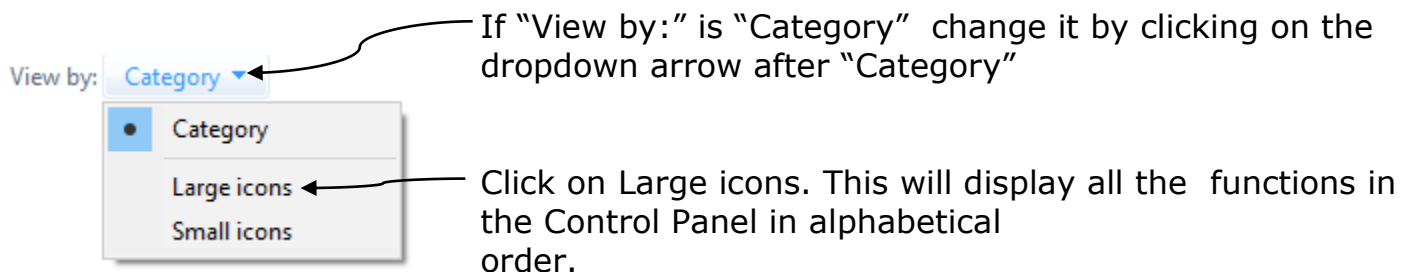 If “View by:” is “Category”  change it by clicking on the
dropdown arrow after “Category”
View by: Category
Category
Large icons
Small icons
Click on Large icons. This will display all the  functions in
the Control Panel in alphabetical
order.